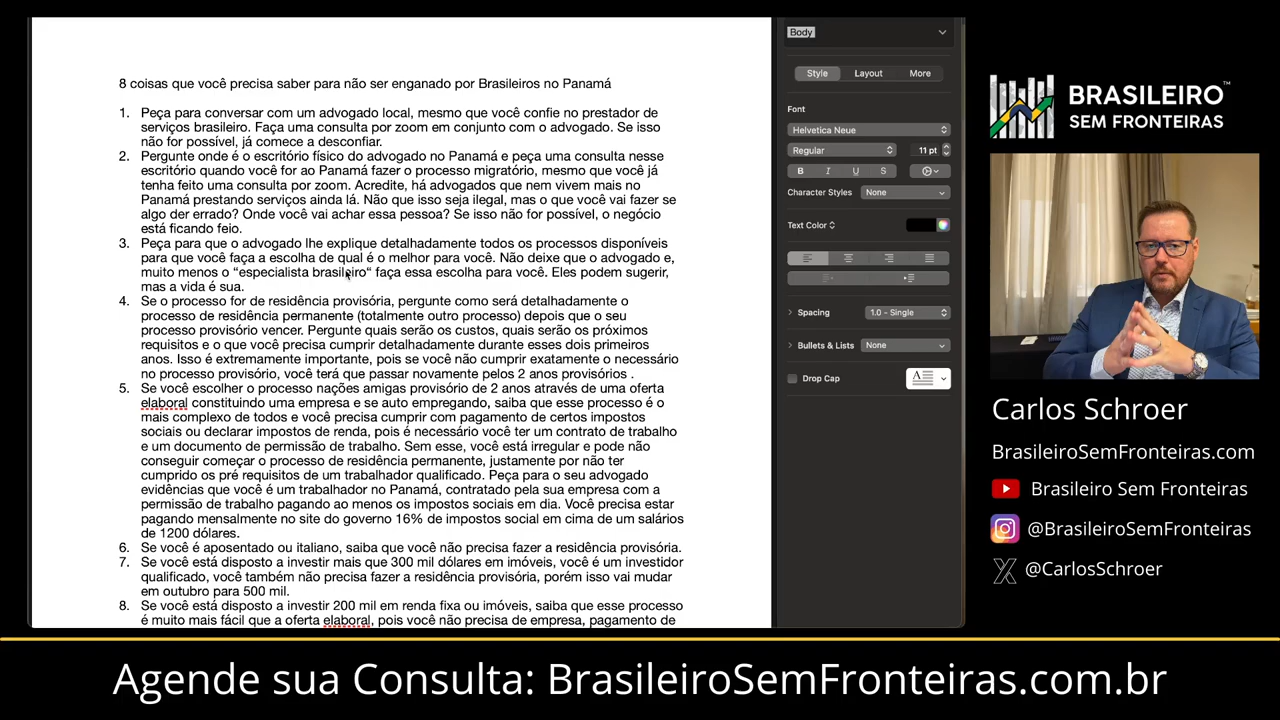 8 coisas que você precisa saber para não ser enganado por Brasileiros no Panamá
1. Peça para conversar com um advogado local, mesmo que você confie no prestador de
serviços brasileiro. Faça uma consulta por zoom em conjunto com o advogado. Se isso
não for possível, já comece a desconfiar.
2. Pergunte onde é o escritório físico do advogado no Panamá e peça uma consulta nesse
escritório quando você for ao Panamá fazer o processo migratório, mesmo que você já
tenha feito uma consulta por zoom. Acredite, há advogados que nem vivem mais no
Panamá prestando serviços ainda lá. Não que isso seja ilegal, mas o que você vai fazer se
algo der errado? Onde você vai achar essa pessoa? Se isso não for possível, o negócio
está ficando feio.
3. Peça para que o advogado lhe explique detalhadamente todos os processos disponíveis
para que você faça a escolha de qual é o melhor para você. Não deixe que o advogado e,
muito menos o “especialista brasileiro“ faça essa escolha para você. Eles podem sugerir,
mas a vida é sua.
4. Se o processo for de residência provisória, pergunte como será detalhadamente o
processo de residência permanente (totalmente outro processo) depois que o seu
processo provisório vencer. Pergunte quais serão os custos, quais serão os próximos
requisitos e o que você precisa cumprir detalhadamente durante esses dois primeiros
anos. Isso é extremamente importante, pois se você não cumprir exatamente o necessário
no processo provisório, você terá que passar novamente pelos 2 anos provisórios .
5. Se você escolher o processo nações amigas provisório de 2 anos através de uma oferta
elaboral constituindo uma empresa e se auto empregando, saiba que esse processo é o
mais complexo de todos e você precisa cumprir com pagamento de certos impostos
sociais ou declarar impostos de renda, pois é necessário você ter um contrato de trabalho
e um documento de permissão de trabalho. Sem esse, você está irregular e pode não
conseguir começar o processo de residência permanente, justamente por não ter
cumprido os pré requisitos de um trabalhador qualificado. Peça para o seu advogado
evidências que você é um trabalhador no Panamá, contratado pela sua empresa com a
permissão de trabalho pagando ao menos os impostos sociais em dia. Você precisa estar
pagando mensalmente no site do governo 16% de impostos social em cima de um salários
de 1200 dólares.
6. Se você é aposentado ou italiano, saiba que você não precisa fazer a residência provisória.
7. Se você está disposto a investir mais que 300 mil dólares em imóveis, você é um investidor
qualificado, você também não precisa fazer a residência provisória, porém isso vai mudar
em outubro para 500 mil.
8. Se você está disposto a investir 200 mil em renda fixa ou imóveis, saiba que esse processo
é muito mais fácil que a oferta elaboral, pois você não precisa de empresa, pagamento de
Body
Style Layout More
Font
Helvetica Neue
Regular 11 pt
B I U S
Character Styles None
Text Color
Spacing 1.0 - Single
Bullets & Lists None
Drop Cap A
BRASILEIRO™
SEM FRONTEIRAS
Carlos Schroer
BrasileiroSemFronteiras.com
Brasileiro Sem Fronteiras
@BrasileiroSemFronteiras
@CarlosSchroer
Agende sua Consulta: BrasileiroSemFronteiras.com.br